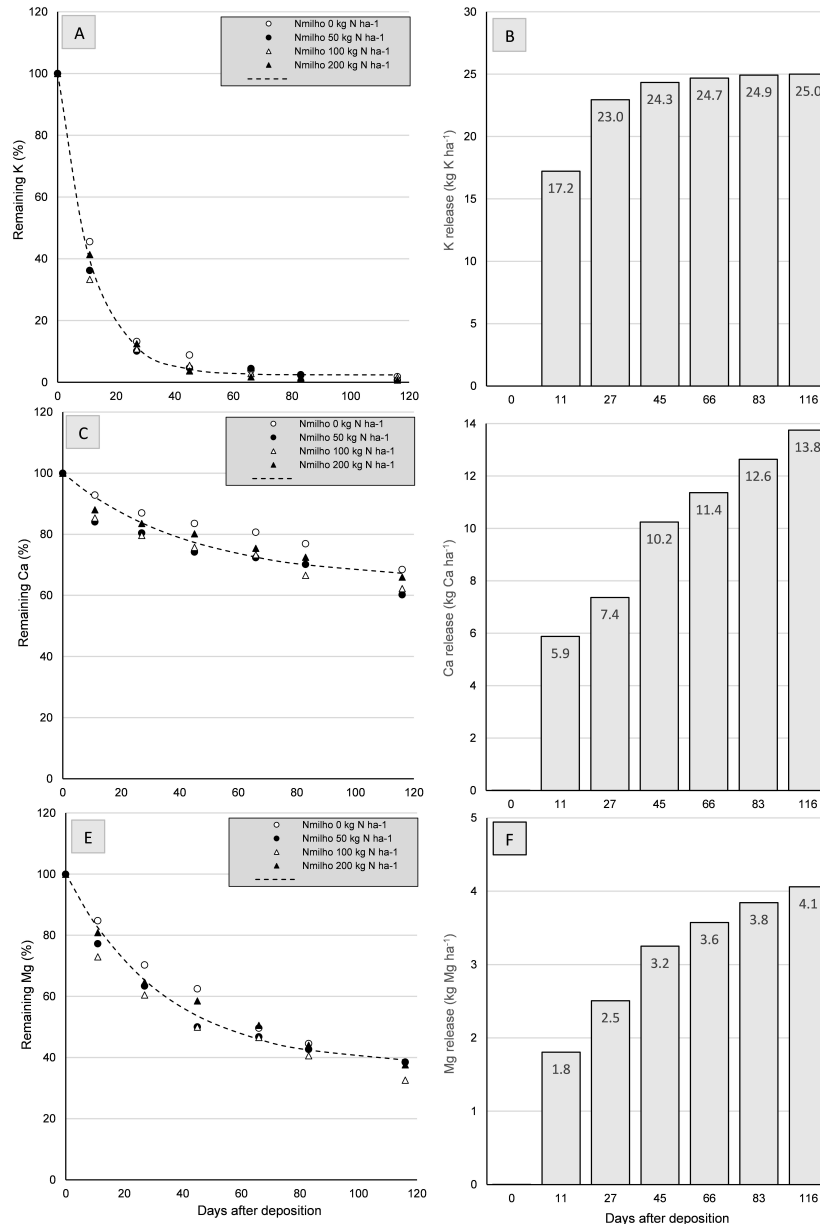 A
Nmilho 0 kg N ha-1
Nmilho 50 kg N ha-1
Nmilho 100 kg N ha-1
Nmilho 200 kg N ha-1
120
100
80
60
40
20
0
Remaining K (%)
0 20 40 60 80 100 120
B
30
25
20
15
10
5
0
K release (kg K ha-1)
17.2
23.0
24.3
24.7
24.9
25.0
0 11 27 45 66 83 116
C
Nmilho 0 kg N ha-1
Nmilho 50 kg N ha-1
Nmilho 100 kg N ha-1
Nmilho 200 kg N ha-1
120
100
80
60
40
20
0
Remaining Ca (%)
0 20 40 60 80 100 120
14
12
10
8
6
4
2
0
Ca release (kg Ca ha-1)
5.9
7.4
10.2
11.4
12.6
13.8
0 11 27 45 66 83 116
E
Nmilho 0 kg N ha-1
Nmilho 50 kg N ha-1
Nmilho 100 kg N ha-1
Nmilho 200 kg N ha-1
120
100
80
60
40
20
0
Remaining Mg (%)
0 20 40 60 80 100 120
Days after deposition
F
5
4
3
2
1
0
Mg release (kg Mg ha-1)
1.8
2.5
3.2
3.6
3.8
4.1
0 11 27 45 66 83 116
Days after deposition